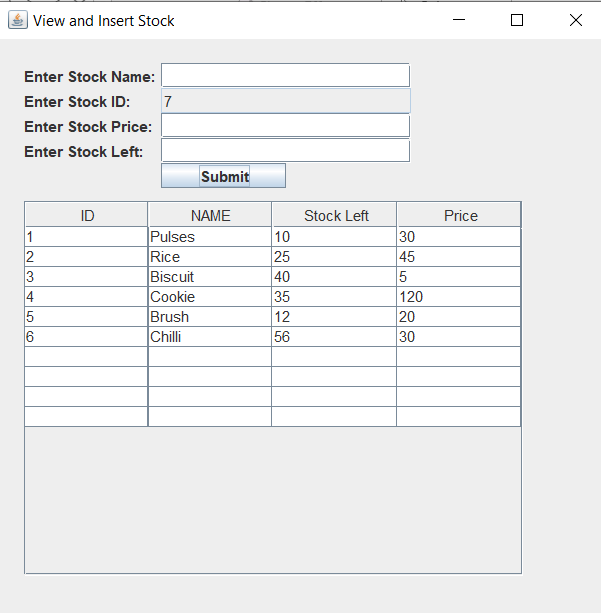 View and Insert Stock
Enter Stock Name:
Enter Stock ID: 7
Enter Stock Price:
Enter Stock Left:
Submit
ID NAME Stock Left Price
1 Pulses 10 30
2 Rice 25 45
3 Biscuit 40 5
4 Cookie 35 120
5 Brush 12 20
6 Chilli 56 30